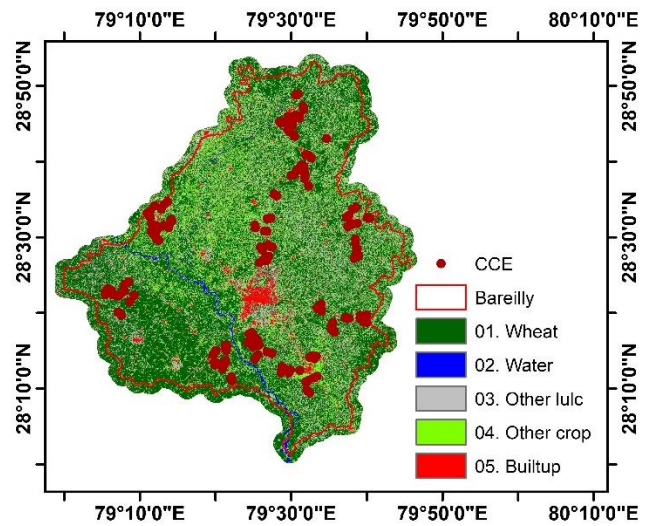 79°10'0"E 79°30'0"E 79°50'0"E 80°10'0"E
28°50'0"N 28°50'0"N
28°30'0"N 28°30'0"N
CCE
Bareilly
01. Wheat
02. Water
28°10'0"N 28°10'0"N
03. Other lulc
04. Other crop
05. Builtup
79°10'0"E 79°30'0"E 79°50'0"E 80°10'0"E